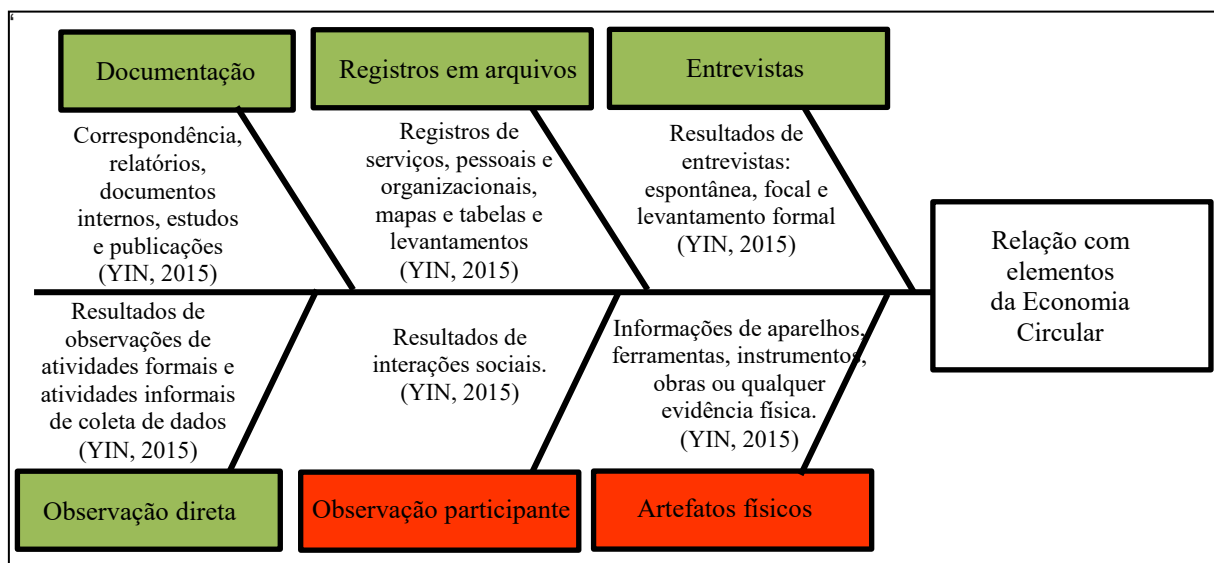 Documentação
Registros em arquivos
Entrevistas
Correspondência,
relatórios,
documentos
internos, estudos
e publicações
(YIN, 2015)
Registros de
serviços, pessoais e
organizacionais,
mapas e tabelas e
levantamentos
(YIN, 2015)
Resultados de
entrevistas:
espontânea, focal e
levantamento formal
(YIN, 2015)
Relação com
elementos
da Economia
Circular
Resultados de
observações de
atividades formais e
atividades informais
de coleta de dados
(YIN, 2015)
Resultados de
interações sociais.
(YIN, 2015)
Informações de aparelhos,
ferramentas, instrumentos,
obras ou qualquer
evidência física.
(YIN, 2015)
Observação direta
Observação participante
Artefatos físicos